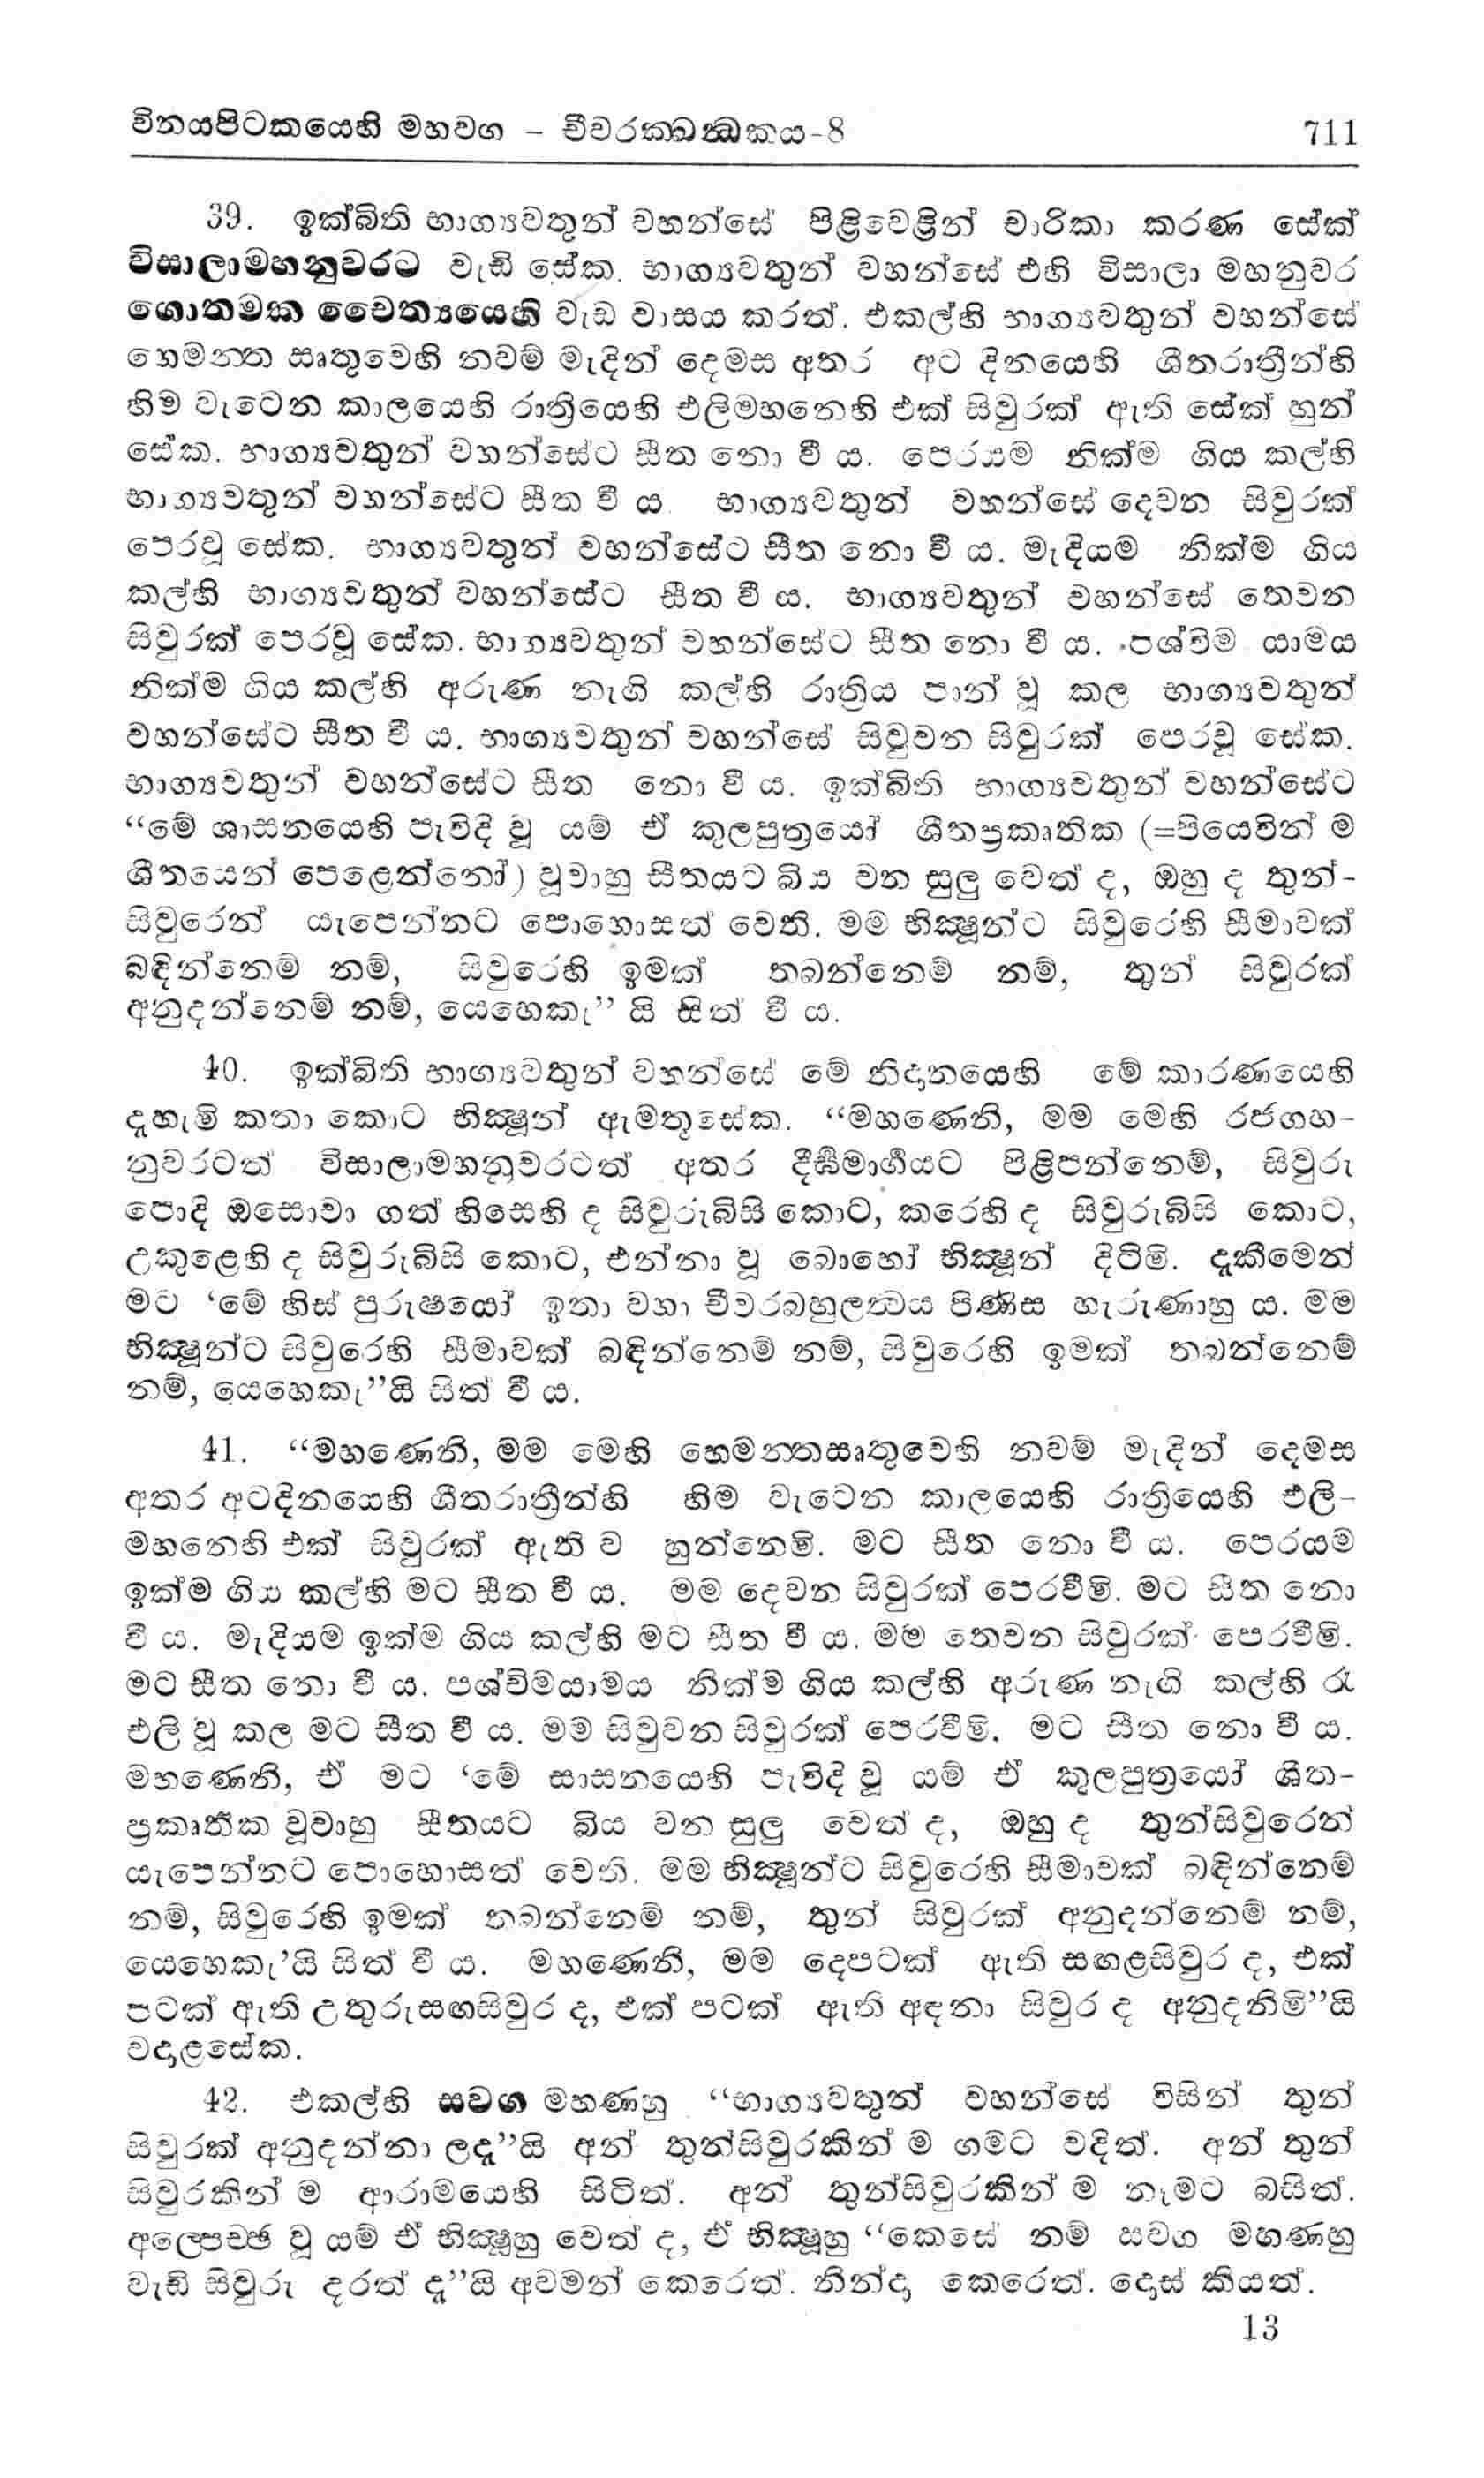 විනයපිටකයෙහි මහවග - චීවරක්ඛන්ධකය-8 711
39. ඉක්බිති භාග්‍යවතුන් වහන්සේ පිළිවෙළින් චාරිකා කරණ සේක්
විසාලාමහනුවරට වැඩි සේක. භාග්‍යවතුන් වහන්සේ එහි විසාලා මහනුවර
ගොතමක චෛත්‍යයෙහි වැඩ වාසය කරත්. එකල්හි භාග්‍යවතුන් වහන්සේ
හෙමන්ත ඍතුවෙහි නවම් මැදින් දෙමස අතර අට දිනයෙහි ශීතරාත්‍රීන්හි
හිම වැටෙන කාලයෙහි රාත්‍රියෙහි එලිමහනෙහි එක් සිවුරක් ඇති සේක් හුන්
සේක. භාග්‍යවතුන් වහන්සේට සීත නො වී ය. පෙරයම නික්ම ගිය කල්හි
භාග්‍යවතුන් වහන්සේට සීත වී ය. භාග්‍යවතුන් වහන්සේ දෙවන සිවුරක්
පෙරවූ සේක. භාග්‍යවතුන් වහන්සේට සීත නො වී ය. මැදියම නික්ම ගිය
කල්හි භාග්‍යවතුන් වහන්සේට සීත වී ය. භාග්‍යවතුන් වහන්සේ තෙවන
සිවුරක් පෙරවූ සේක. භාග්‍යවතුන් වහන්සේට සීත නො වී ය. පශ්චිම යාමය
නික්ම ගිය කල්හි අරුණ නැගි කල්හි රාත්‍රිය පාන් වූ කල භාග්‍යවතුන්
වහන්සේට සීත වී ය. භාග්‍යවතුන් වහන්සේ සිවුවන සිවුරක් පෙරවූ සේක.
භාග්‍යවතුන් වහන්සේට සීත නො වී ය. ඉක්බිති භාග්‍යවතුන් වහන්සේට
“මේ ශාසනයෙහි පැවිදි වූ යම් ඒ කුලපුත්‍රයෝ ශීතප්‍රකෘතික (=පියෙවින් ම
ශීතයෙන් පෙළෙන්නෝ) වූවාහු සීතයට බිය වන සුලු වෙත් ද, ඔහු ද තුන්-
සිවුරෙන් යැපෙන්නට පොහොසත් වෙති. මම භික්‍ෂූන්ට සිවුරෙහි සීමාවක්
බඳින්නෙම් නම්, සිවුරෙහි ඉමක් තබන්නෙම් නම්, තුන් සිවුරක්
අනුදන්නෙම් නම්, යෙහෙකැ” යි සිත් වී ය.
40. ඉක්බිති භාග්‍යවතුන් වහන්සේ මේ නිදානයෙහි මේ කාරණයෙහි
දැහැමි කතා කොට භික්‍ෂූන් ඇමතූසේක. “මහණෙනි, මම මෙහි රජගහ-
නුවරටත් විසාලාමහනුවරටත් අතර දීර්ඝමාර්ගයට පිළිපන්නෙම්, සිවුරු
පොදි ඔසොවා ගත් හිසෙහි ද සිවුරුබිසි කොට, කරෙහි ද සිවුරුබිසි කොට,
උකුළෙහි ද සිවුරුබිසි කොට, එන්නා වූ බොහෝ භික්‍ෂූන් දිටිමි. දැකීමෙන්
මට ‘මේ හිස් පුරුෂයෝ ඉතා වහා චීවරබහුලත්‍වය පිණිස හැරුණාහු ය. මම
භික්‍ෂූන්ට සිවුරෙහි සීමාවක් බඳින්නෙම් නම්, සිවුරෙහි ඉමක් තබන්නෙම්
නම්, යෙහෙකැ”යි සිත් වී ය.
41. “මහණෙනි, මම මෙහි හෙමන්තඍතුවෙහි නවම් මැදින් දෙමස
අතර අටදිනයෙහි ශීතරාත්‍රීන්හි හිම වැටෙන කාලයෙහි රාත්‍රියෙහි එලි-
මහනෙහි එක් සිවුරක් ඇති ව හුන්නෙමි. මට සීත නො වී ය. පෙරයම
ඉක්ම ගිය කල්හි මට සීත වී ය. මම දෙවන සිවුරක් පෙරවීමි. මට සීත නො
වී ය. මැදියම ඉක්ම ගිය කල්හි මට සීත වී ය. මම තෙවන සිවුරක් පෙරවීමි.
මට සීත නො වී ය. පශ්චිමයාමය නික්ම ගිය කල්හි අරුණ නැගි කල්හි රෑ
එලි වූ කල මට සීත වී ය. මම සිවුවන සිවුරක් පෙරවීමි. මට සීත නො වී ය.
මහණෙනි, ඒ මට ‘මේ සාසනයෙහි පැවිදි වූ යම් ඒ කුලපුත්‍රයෝ ශීත-
ප්‍රකෘතික වූවාහු සීතයට බිය වන සුලු වෙත් ද, ඔහු ද තුන්සිවුරෙන්
යැපෙන්නට පොහොසත් වෙති. මම භික්‍ෂූන්ට සිවුරෙහි සීමාවක් බඳින්නෙම්
නම්, සිවුරෙහි ඉමක් තබන්නෙම් නම්, තුන් සිවුරක් අනුදන්නෙම් නම්,
යෙහෙකැ’යි සිත් වී ය. මහණෙනි, මම දෙපටක් ඇති සඟළසිවුර ද, එක්
පටක් ඇති උතුරුසඟසිවුර ද, එක් පටක් ඇති අඳනා සිවුර ද අනුදනිමි”යි
වදාළසේක.
42. එකල්හි සවග මහණහු “භාග්‍යවතුන් වහන්සේ විසින් තුන්
සිවුරක් අනුදන්නා ලදැ”යි අන් තුන්සිවුරකින් ම ගමට වදිත්. අන් තුන්
සිවුරකින් ම ආරාමයෙහි සිටිත්. අන් තුන්සිවුරකින් ම නෑමට බසිත්.
අල්පෙච්ඡ වූ යම් ඒ භික්‍ෂුහු වෙත් ද, ඒ භික්‍ෂූහු “කෙසේ නම් සවග මහණහු
වැඩි සිවුරු දරත් දැ”යි අවමන් කෙරෙත්. නින්දා කෙරෙත්. දොස් කියත්.
13